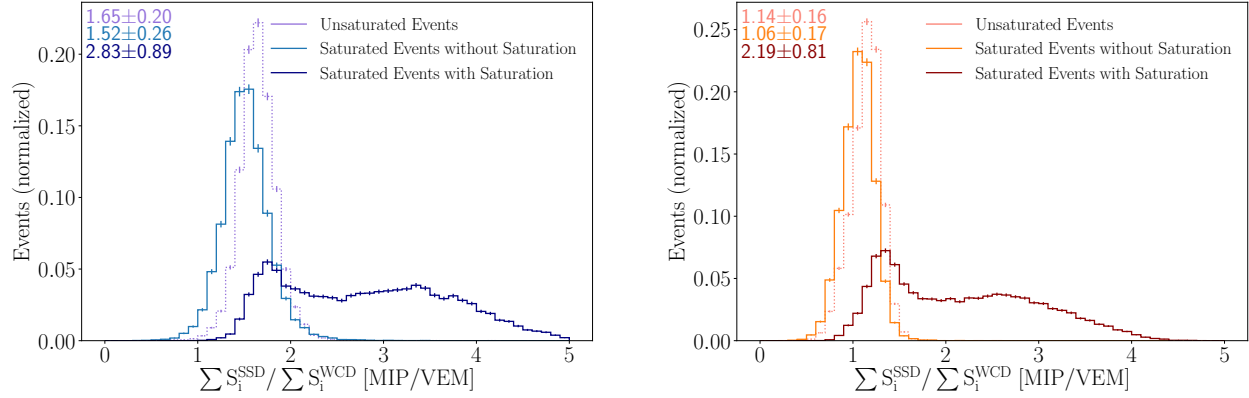 1.65±0.20
1.52±0.26
2.83±0.89
Unsaturated Events
Saturated Events without Saturation
Saturated Events with Saturation
Events (normalized)
0.20
0.15
0.10
0.05
0.00
0 1 2 3 4 5
∑ S_i^SSD / ∑ S_i^WCD [MIP/VEM]
1.14±0.16
1.06±0.17
2.19±0.81
Unsaturated Events
Saturated Events without Saturation
Saturated Events with Saturation
Events (normalized)
0.25
0.20
0.15
0.10
0.05
0.00
0 1 2 3 4 5
∑ S_i^SSD / ∑ S_i^WCD [MIP/VEM]